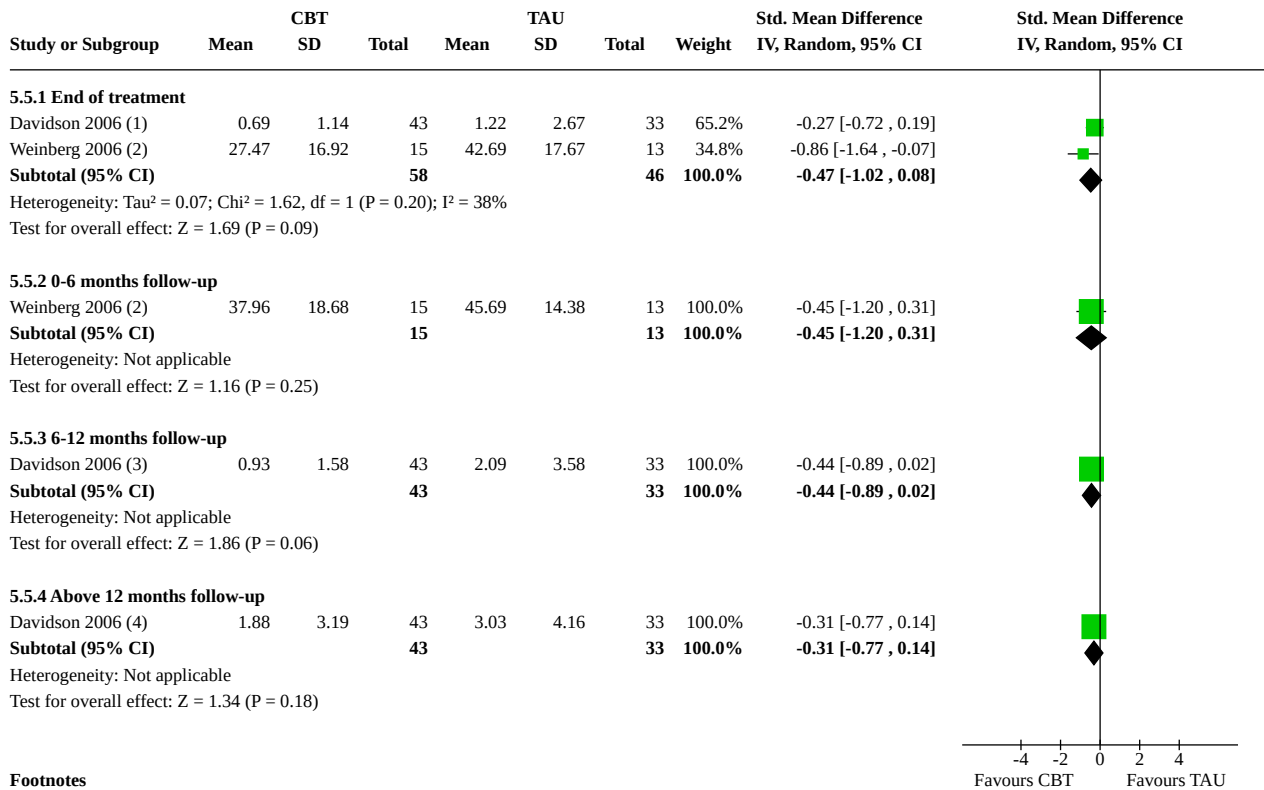 CBT TAU Std. Mean Difference Std. Mean Difference
Study or Subgroup Mean SD Total Mean SD Total Weight IV, Random, 95% CI IV, Random, 95% CI
5.5.1 End of treatment
Davidson 2006 (1) 0.69 1.14 43 1.22 2.67 33 65.2% -0.27 [-0.72 , 0.19]
Weinberg 2006 (2) 27.47 16.92 15 42.69 17.67 13 34.8% -0.86 [-1.64 , -0.07]
Subtotal (95% CI) 58 46 100.0% -0.47 [-1.02 , 0.08]
Heterogeneity: Tau² = 0.07; Chi² = 1.62, df = 1 (P = 0.20); I² = 38%
Test for overall effect: Z = 1.69 (P = 0.09)
5.5.2 0-6 months follow-up
Weinberg 2006 (2) 37.96 18.68 15 45.69 14.38 13 100.0% -0.45 [-1.20 , 0.31]
Subtotal (95% CI) 15 13 100.0% -0.45 [-1.20 , 0.31]
Heterogeneity: Not applicable
Test for overall effect: Z = 1.16 (P = 0.25)
5.5.3 6-12 months follow-up
Davidson 2006 (3) 0.93 1.58 43 2.09 3.58 33 100.0% -0.44 [-0.89 , 0.02]
Subtotal (95% CI) 43 33 100.0% -0.44 [-0.89 , 0.02]
Heterogeneity: Not applicable
Test for overall effect: Z = 1.86 (P = 0.06)
5.5.4 Above 12 months follow-up
Davidson 2006 (4) 1.88 3.19 43 3.03 4.16 33 100.0% -0.31 [-0.77 , 0.14]
Subtotal (95% CI) 43 33 100.0% -0.31 [-0.77 , 0.14]
Heterogeneity: Not applicable
Test for overall effect: Z = 1.34 (P = 0.18)
-4 -2 0 2 4
Footnotes Favours CBT Favours TAU